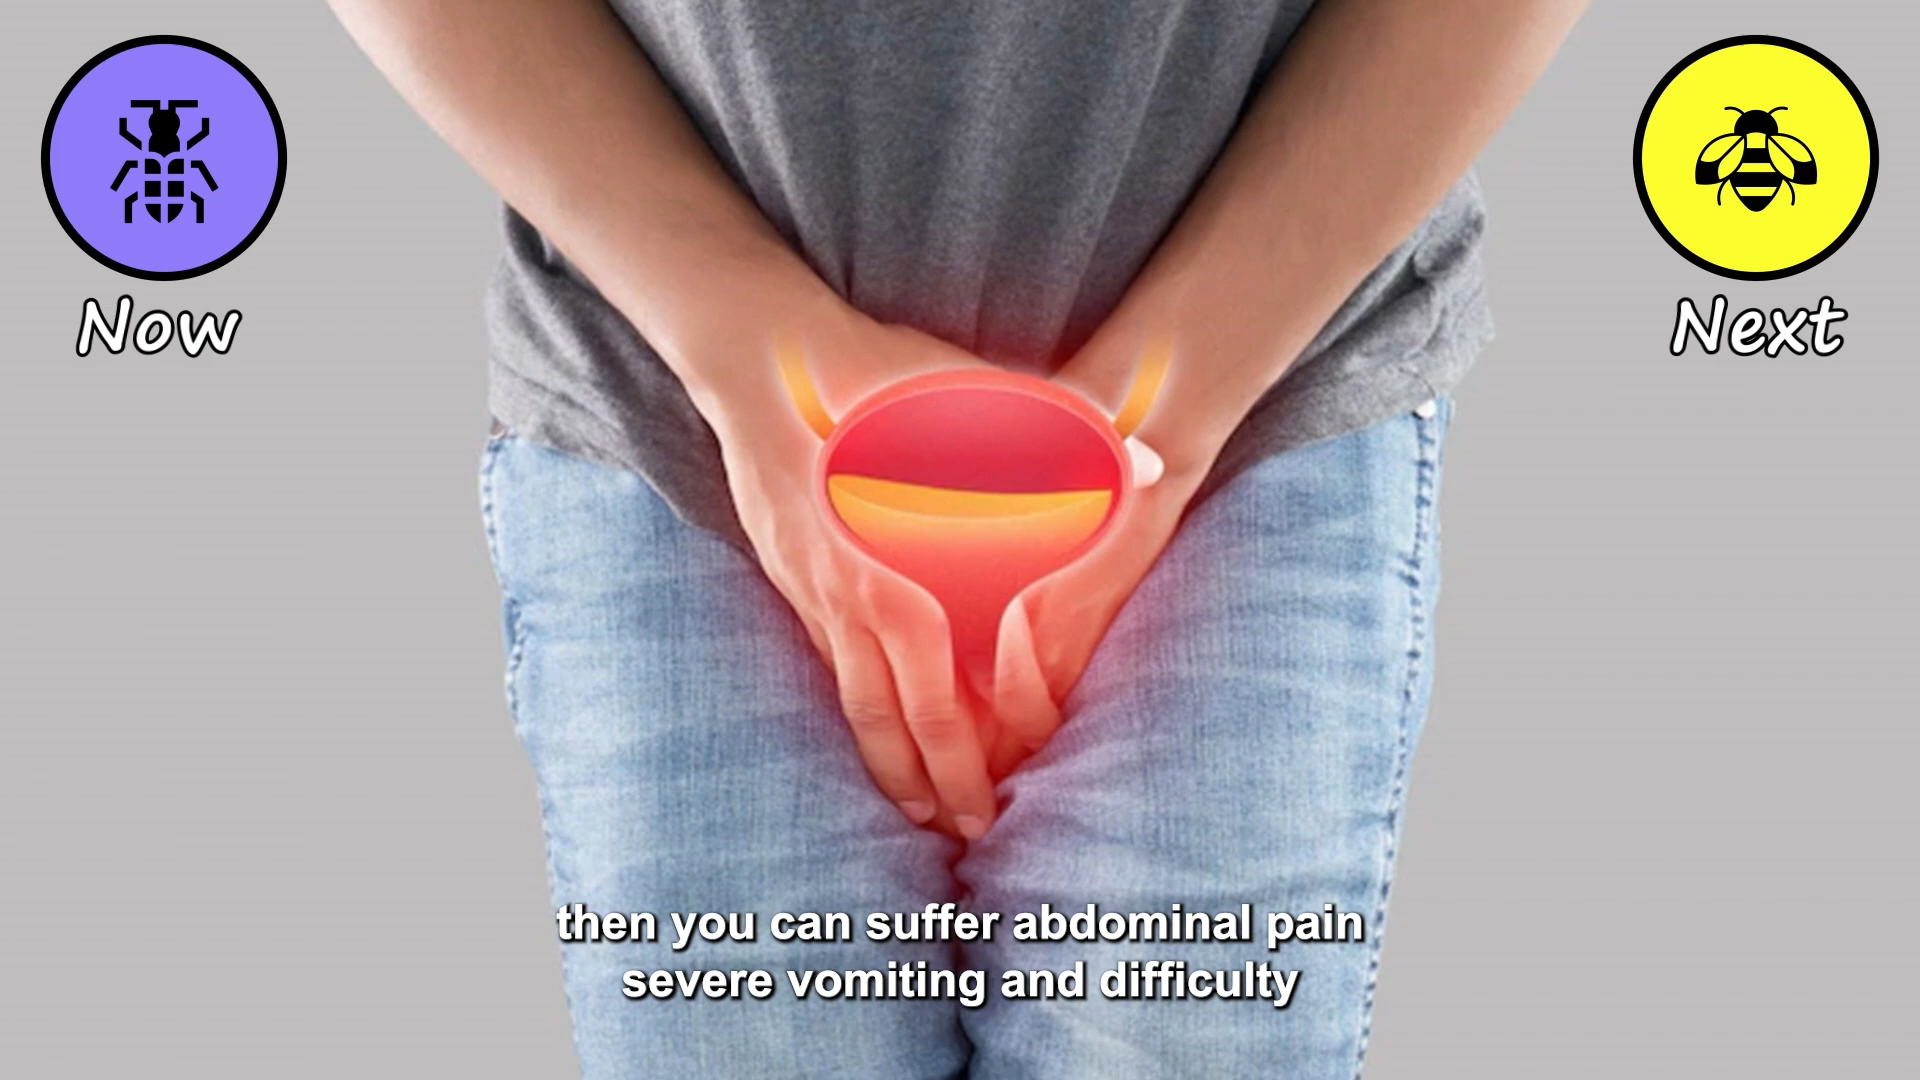 Now
Next
then you can suffer abdominal pain
severe vomiting and difficulty